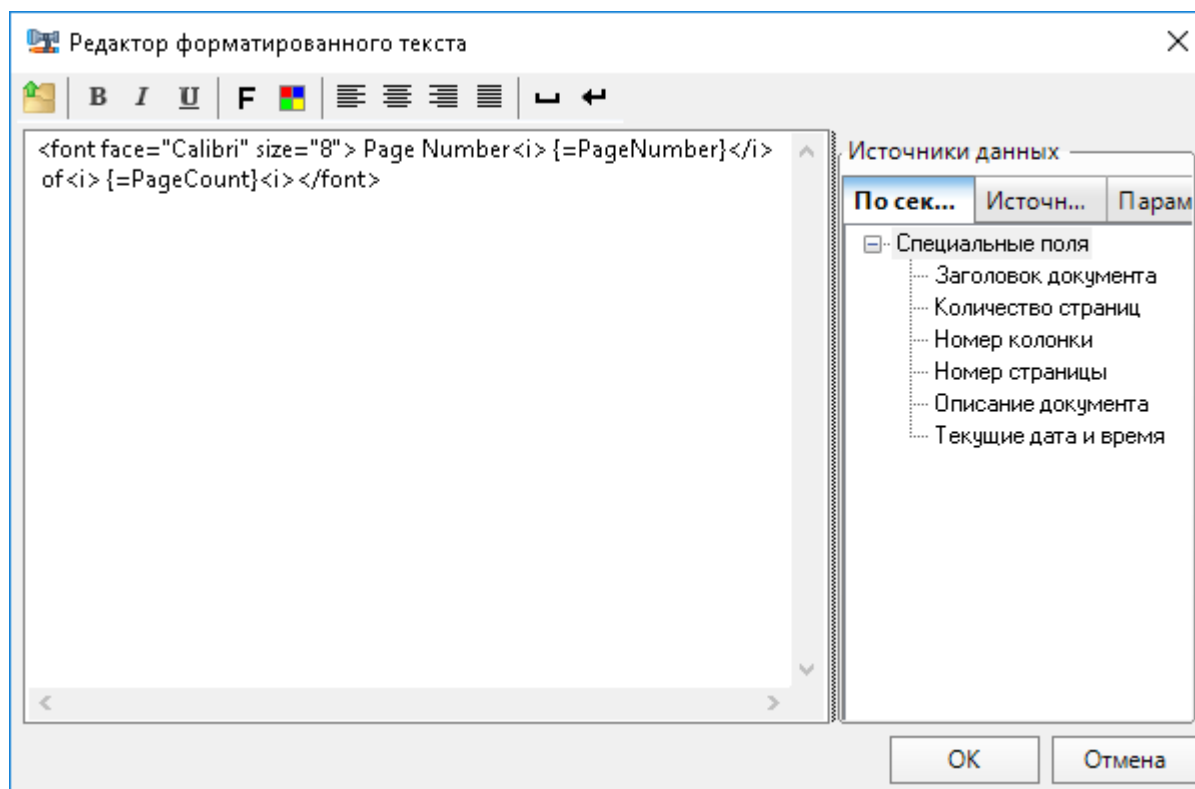 Редактор форматированного текста
B I U F
<font face="Calibri" size="8"> Page Number<i> {=PageNumber}</i>
of<i> {=PageCount}<i></font>
Источники данных
По сек... Источн... Парам
Специальные поля
Заголовок документа
Количество страниц
Номер колонки
Номер страницы
Описание документа
Текущие дата и время
OK Отмена